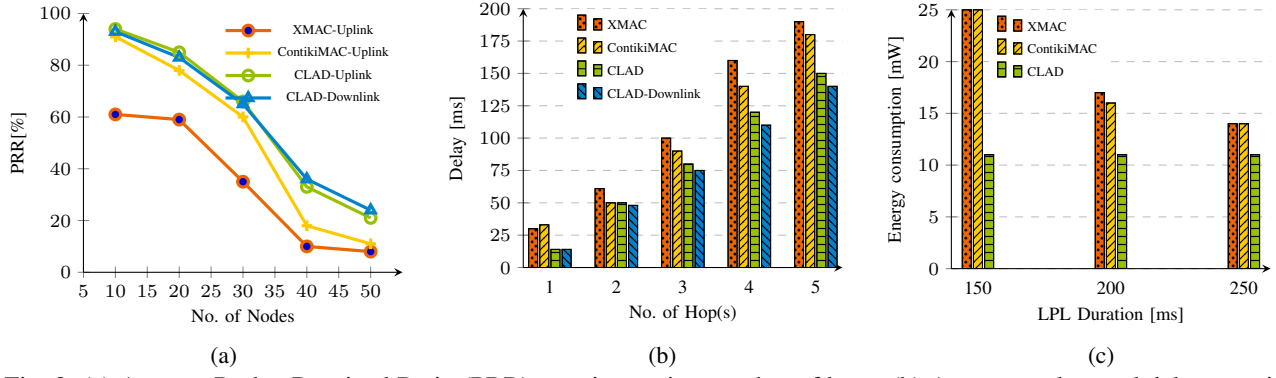 100
80
60
40
20
0
5 10 15 20 25 30 35 40 45 50
PRR[%]
No. of Nodes
XMAC-Uplink
ContikiMAC-Uplink
CLAD-Uplink
CLAD-Downlink
(a)
200
175
150
125
100
75
50
25
0
1 2 3 4 5
Delay [ms]
No. of Hop(s)
XMAC
ContikiMAC
CLAD
CLAD-Downlink
(b)
25
20
15
10
5
0
150 200 250
Energy consumption [mW]
LPL Duration [ms]
XMAC
ContikiMAC
CLAD
(c)